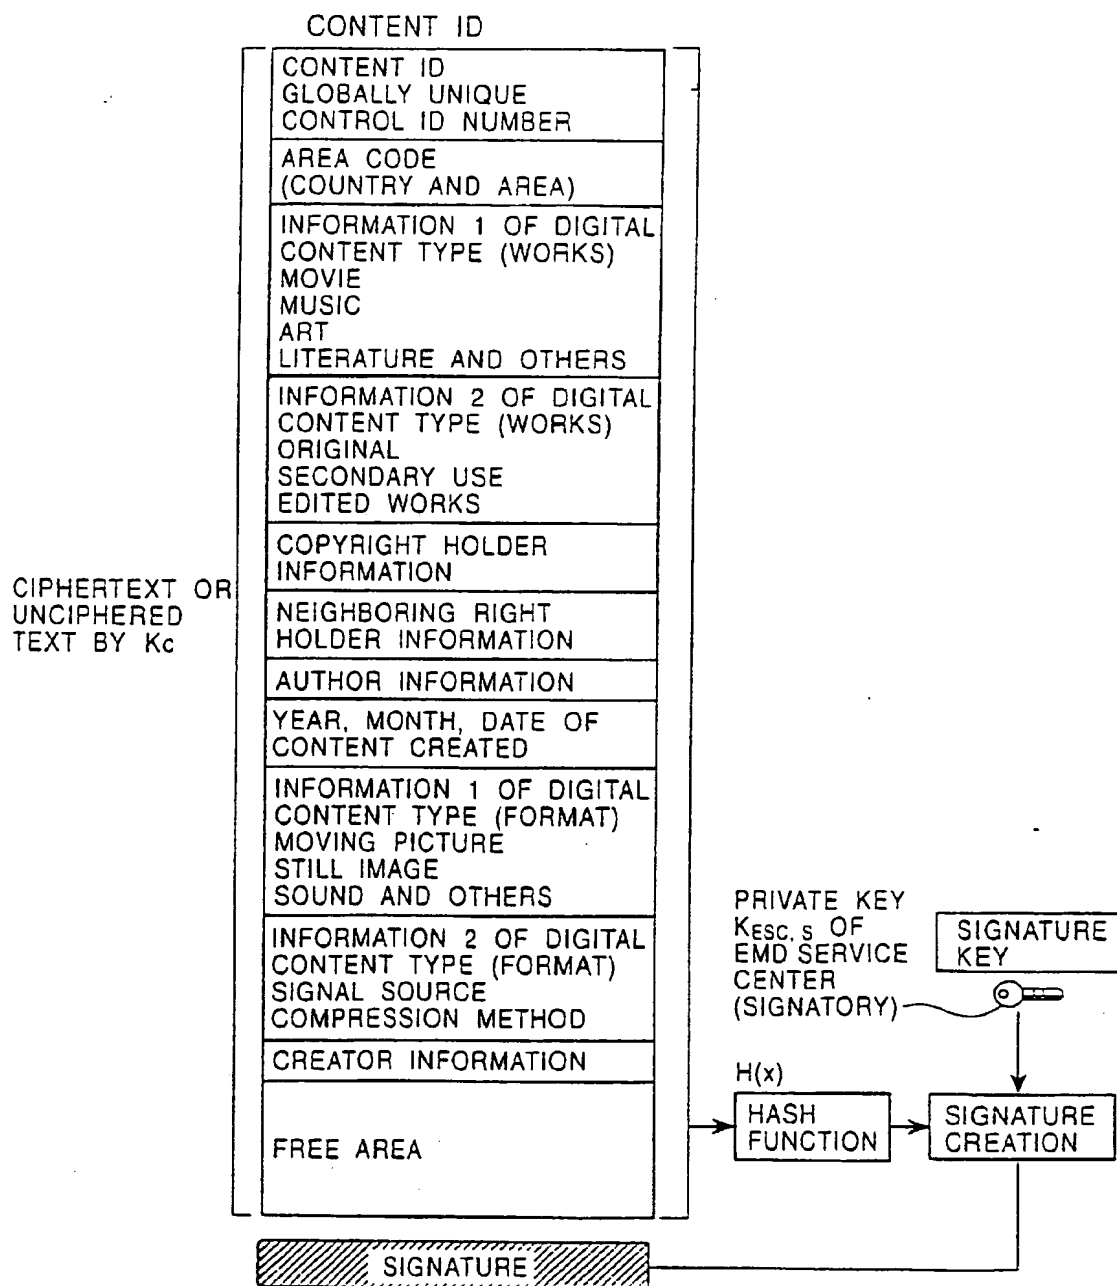 CONTENT ID
CONTENT ID
GLOBALLY UNIQUE
CONTROL ID NUMBER
AREA CODE
(COUNTRY AND AREA)
INFORMATION 1 OF DIGITAL
CONTENT TYPE (WORKS)
MOVIE
MUSIC
ART
LITERATURE AND OTHERS
INFORMATION 2 OF DIGITAL
CONTENT TYPE (WORKS)
ORIGINAL
SECONDARY USE
EDITED WORKS
COPYRIGHT HOLDER
INFORMATION
CIPHERTEXT OR
UNCIPHERED
TEXT BY Kc
NEIGHBORING RIGHT
HOLDER INFORMATION
AUTHOR INFORMATION
YEAR, MONTH, DATE OF
CONTENT CREATED
INFORMATION 1 OF DIGITAL
CONTENT TYPE (FORMAT)
MOVING PICTURE
STILL IMAGE
SOUND AND OTHERS
INFORMATION 2 OF DIGITAL
CONTENT TYPE (FORMAT)
SIGNAL SOURCE
COMPRESSION METHOD
CREATOR INFORMATION
FREE AREA
PRIVATE KEY
KESC, S OF
EMD SERVICE
CENTER
(SIGNATORY)
SIGNATURE
KEY
H(x)
HASH
FUNCTION
SIGNATURE
CREATION
SIGNATURE